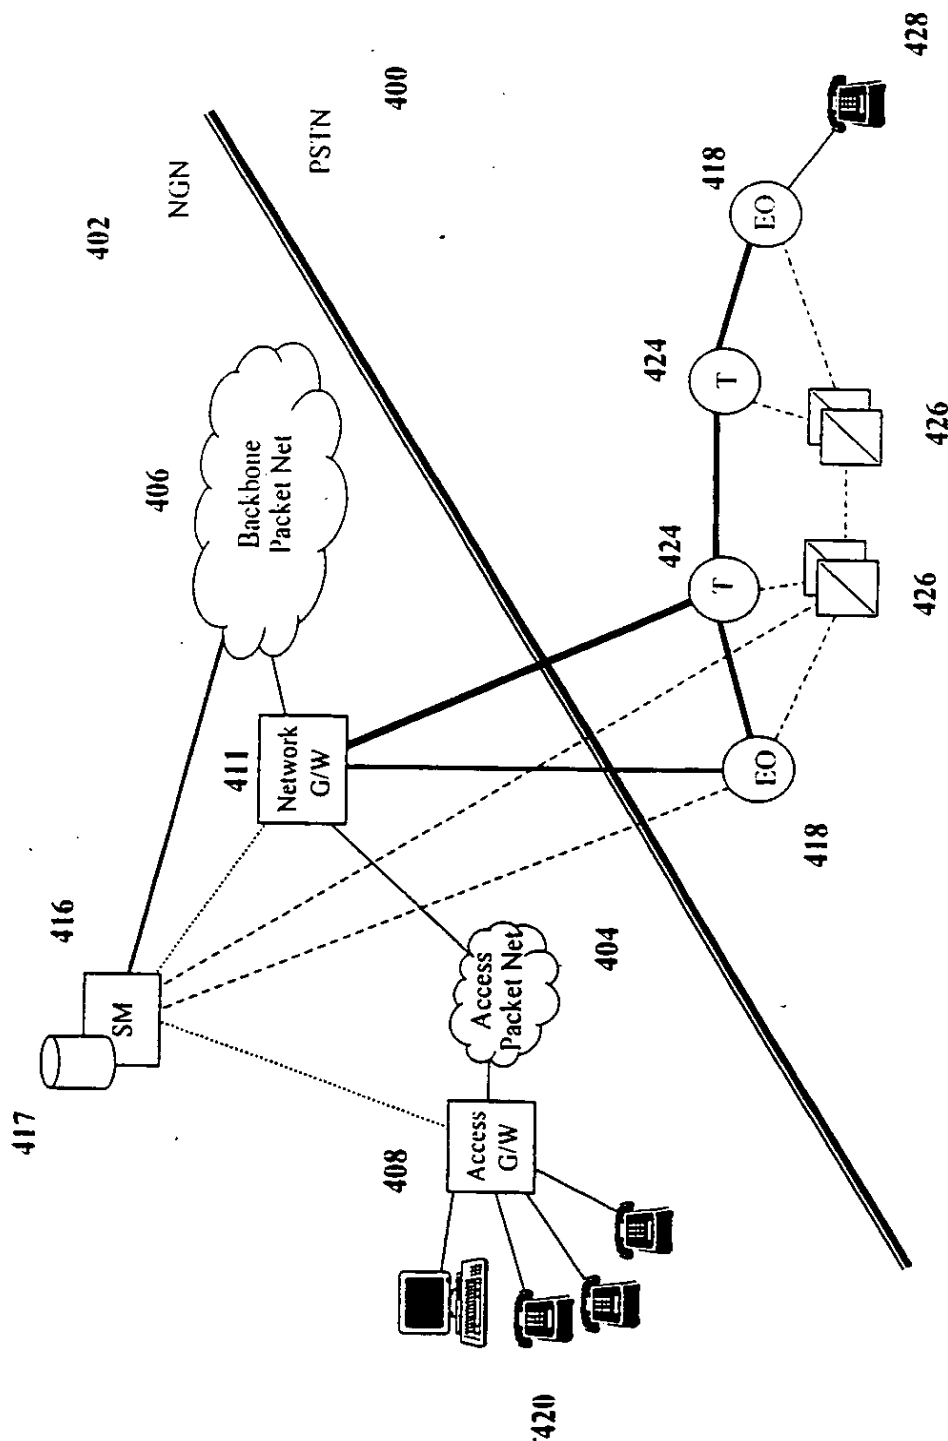 417
SM
416
402
NGN
PSTN
400
406
Backbone
Packet Net
411
Network
G/W
408
Access
G/W
Access
Packet Net
404
420
418
EO
424
T
424
T
418
EO
428
426
426